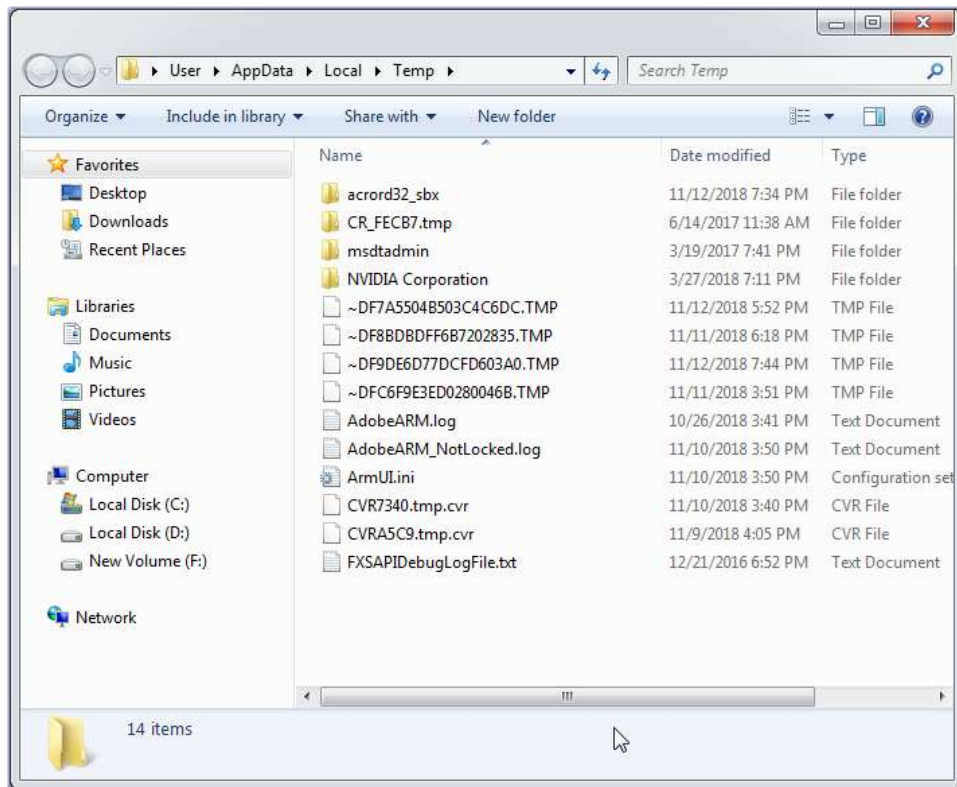 User ▸ AppData ▸ Local ▸ Temp ▸
Search Temp
Organize Include in library Share with New folder
Favorites
Desktop
Downloads
Recent Places
Libraries
Documents
Music
Pictures
Videos
Computer
Local Disk (C:)
Local Disk (D:)
New Volume (F:)
Network
Name Date modified Type
acrord32_sbx 11/12/2018 7:34 PM File folder
CR_FECB7.tmp 6/14/2017 11:38 AM File folder
msdtadmin 3/19/2017 7:41 PM File folder
NVIDIA Corporation 3/27/2018 7:11 PM File folder
~DF7A5504B503C4C6DC.TMP 11/12/2018 5:52 PM TMP File
~DF8BDBDFF6B7202835.TMP 11/11/2018 6:18 PM TMP File
~DF9DE6D77DCFD603A0.TMP 11/12/2018 7:44 PM TMP File
~DFC6F9E3ED0280046B.TMP 11/11/2018 3:51 PM TMP File
AdobeARM.log 10/26/2018 3:41 PM Text Document
AdobeARM_NotLocked.log 11/10/2018 3:50 PM Text Document
ArmUI.ini 11/10/2018 3:50 PM Configuration set
CVR7340.tmp.cvr 11/10/2018 3:40 PM CVR File
CVRA5C9.tmp.cvr 11/9/2018 4:05 PM CVR File
FXSAPIDebugLogFile.txt 12/21/2016 6:52 PM Text Document
14 items